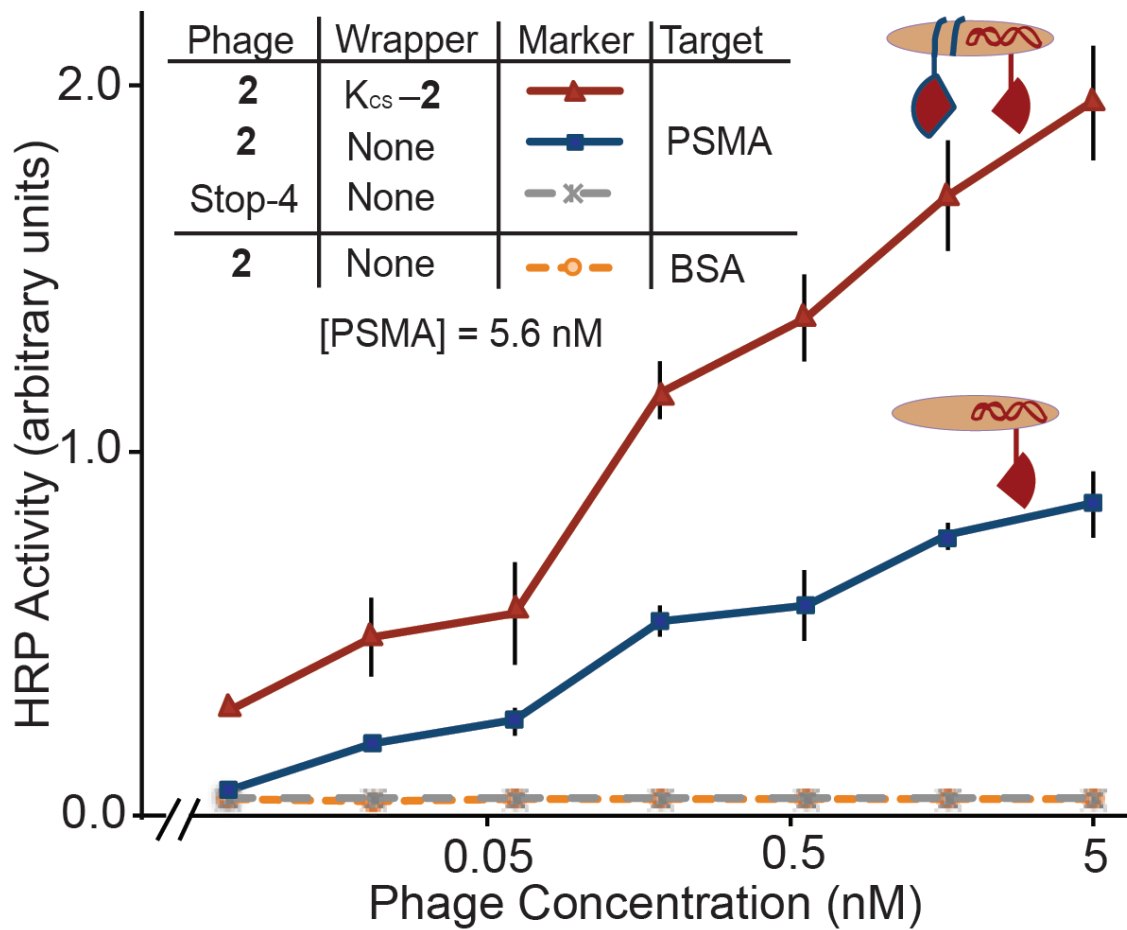 Phage Wrapper Marker Target
2 K_CS–2 PSMA
2 None
Stop-4 None
2 None BSA
[PSMA] = 5.6 nM
HRP Activity (arbitrary units)
2.0
1.0
0.0
0.05 0.5 5
Phage Concentration (nM)